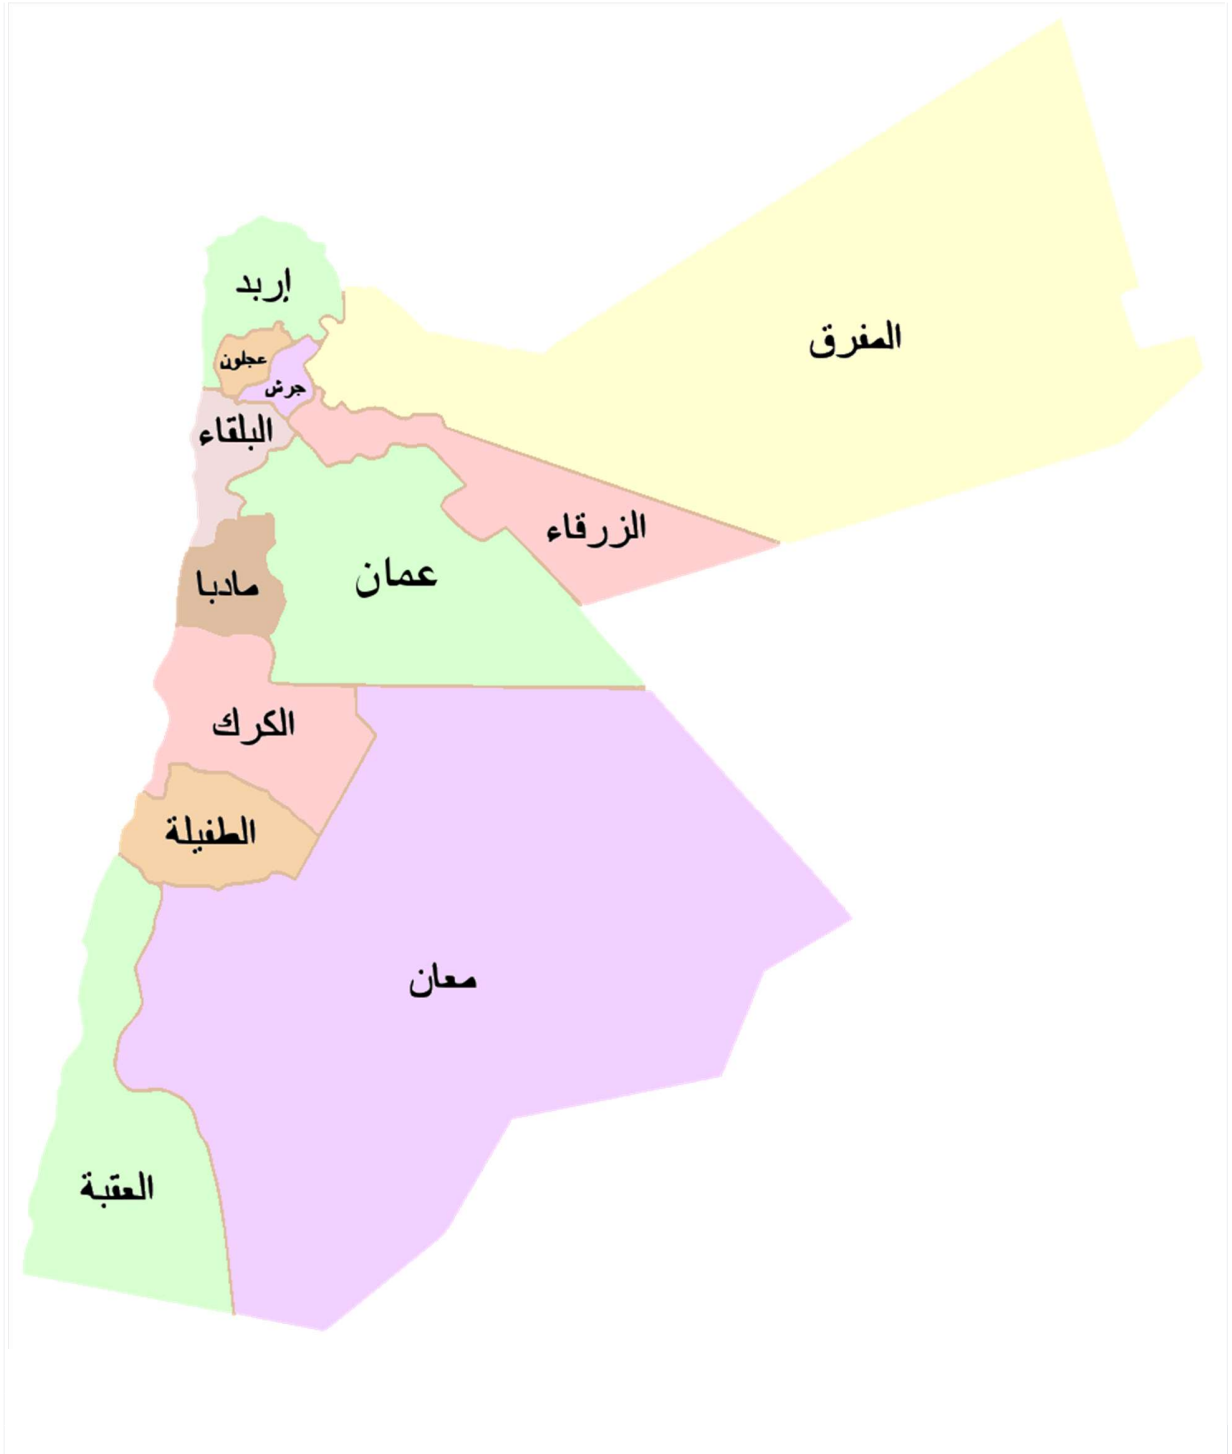 إربد
المفرق
عجلون
جرش
البلقاء
الزرقاء
عمان
مادبا
الكرك
الطفيلة
معان
العقبة